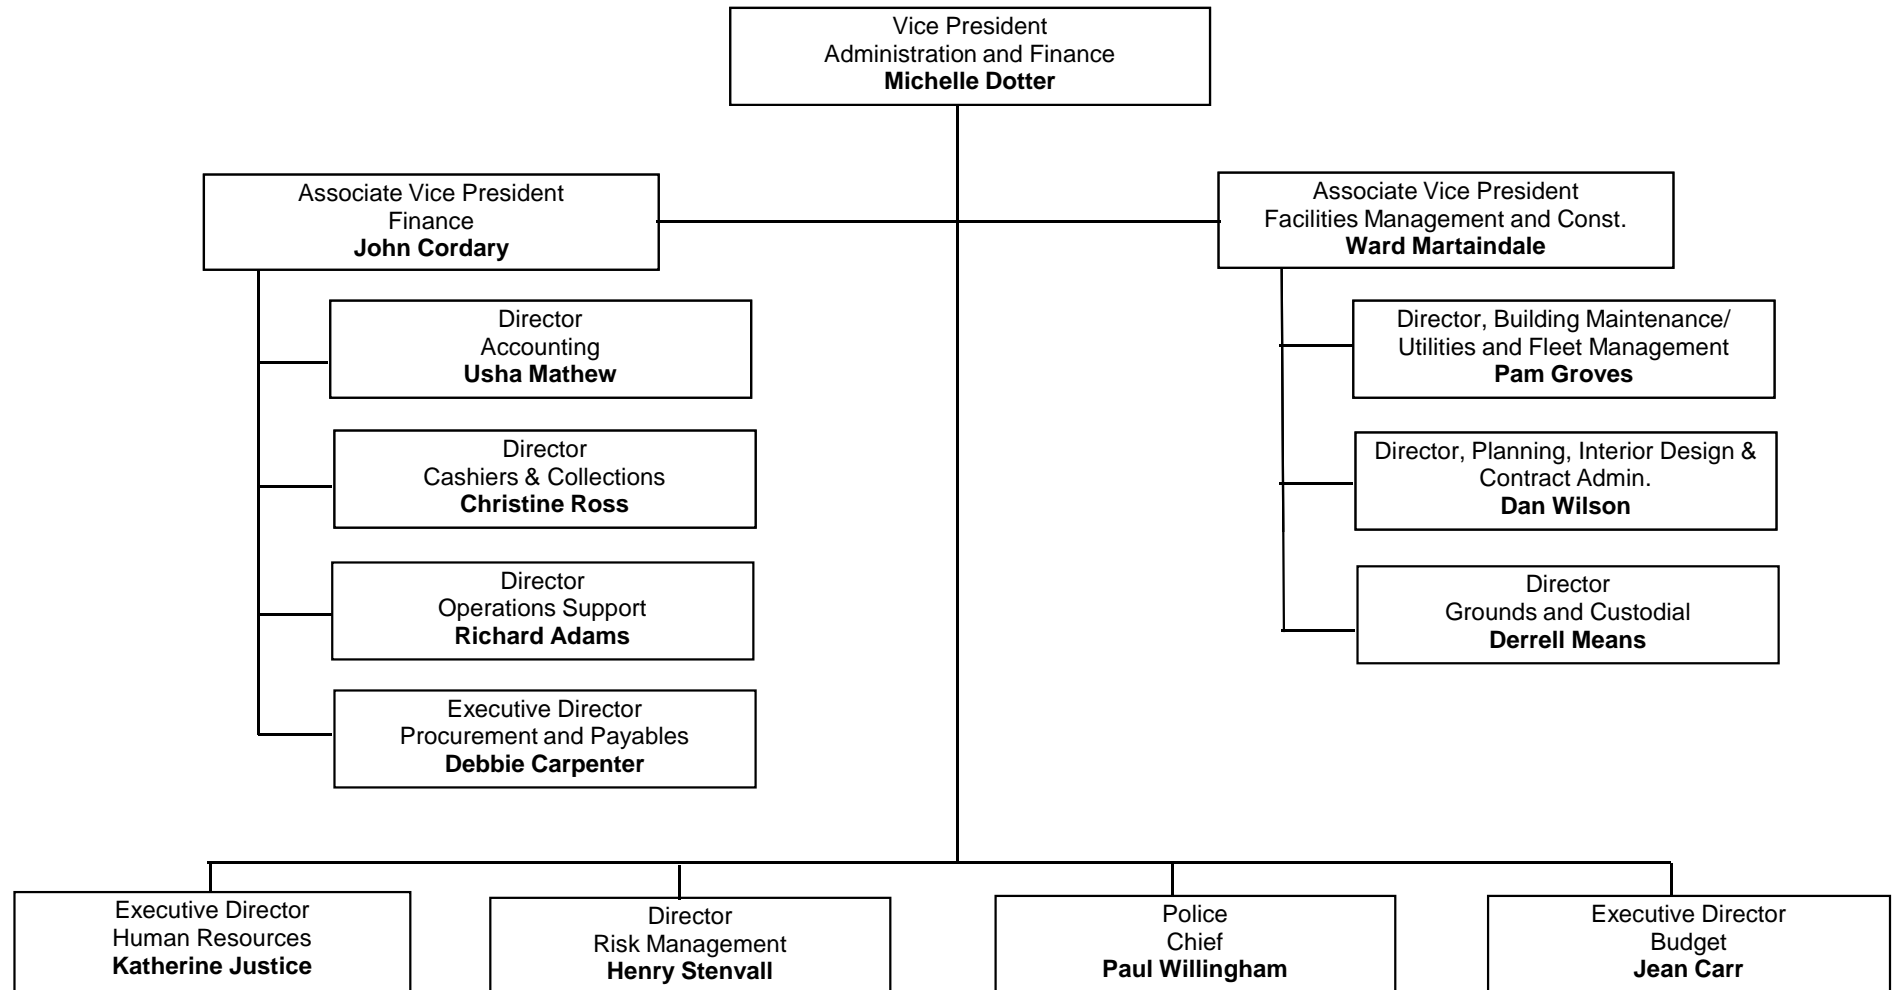 Vice President
Administration and Finance
Michelle Dotter
Associate Vice President
Finance
John Cordary
Director
Accounting
Usha Mathew
Director
Cashiers & Collections
Christine Ross
Director
Operations Support
Richard Adams
Executive Director
Procurement and Payables
Debbie Carpenter
Associate Vice President
Facilities Management and Const.
Ward Martaindale
Director, Building Maintenance/
Utilities and Fleet Management
Pam Groves
Director, Planning, Interior Design &
Contract Admin.
Dan Wilson
Director
Grounds and Custodial
Derrell Means
Executive Director
Human Resources
Katherine Justice
Director
Risk Management
Henry Stenvall
Police
Chief
Paul Willingham
Executive Director
Budget
Jean Carr